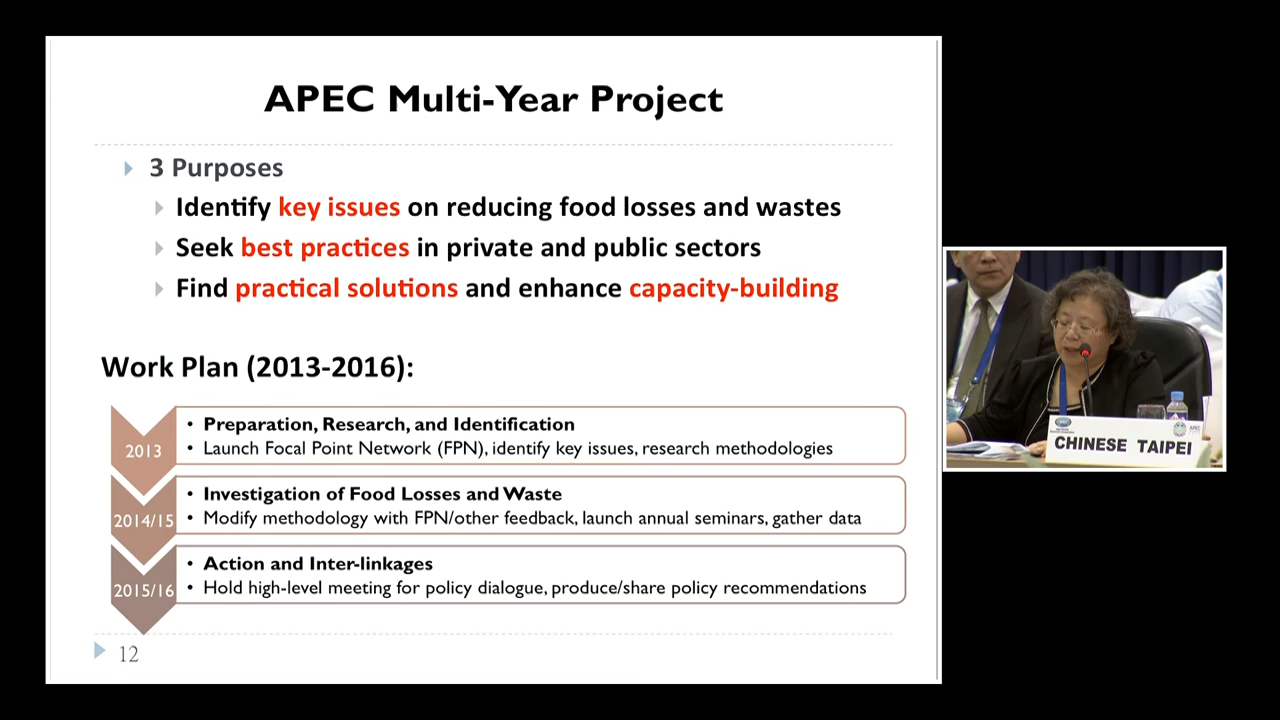 APEC Multi-Year Project
3 Purposes
Identify key issues on reducing food losses and wastes
Seek best practices in private and public sectors
Find practical solutions and enhance capacity-building
Work Plan (2013-2016):
2013
• Preparation, Research, and Identification
• Launch Focal Point Network (FPN), identify key issues, research methodologies
2014/15
• Investigation of Food Losses and Waste
• Modify methodology with FPN/other feedback, launch annual seminars, gather data
2015/16
• Action and Inter-linkages
• Hold high-level meeting for policy dialogue, produce/share policy recommendations
12
APEC
CHINESE TAIPEI